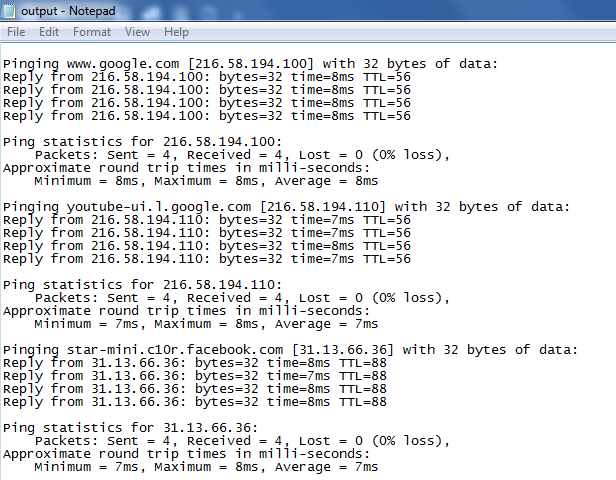 output - Notepad
File Edit Format View Help
Pinging www.google.com [216.58.194.100] with 32 bytes of data:
Reply from 216.58.194.100: bytes=32 time=8ms TTL=56
Reply from 216.58.194.100: bytes=32 time=8ms TTL=56
Reply from 216.58.194.100: bytes=32 time=8ms TTL=56
Reply from 216.58.194.100: bytes=32 time=8ms TTL=56
Ping statistics for 216.58.194.100:
    Packets: Sent = 4, Received = 4, Lost = 0 (0% loss),
Approximate round trip times in milli-seconds:
    Minimum = 8ms, Maximum = 8ms, Average = 8ms
Pinging youtube-ui.l.google.com [216.58.194.110] with 32 bytes of data:
Reply from 216.58.194.110: bytes=32 time=7ms TTL=56
Reply from 216.58.194.110: bytes=32 time=7ms TTL=56
Reply from 216.58.194.110: bytes=32 time=8ms TTL=56
Reply from 216.58.194.110: bytes=32 time=7ms TTL=56
Ping statistics for 216.58.194.110:
    Packets: Sent = 4, Received = 4, Lost = 0 (0% loss),
Approximate round trip times in milli-seconds:
    Minimum = 7ms, Maximum = 8ms, Average = 7ms
Pinging star-mini.c10r.facebook.com [31.13.66.36] with 32 bytes of data:
Reply from 31.13.66.36: bytes=32 time=8ms TTL=88
Reply from 31.13.66.36: bytes=32 time=7ms TTL=88
Reply from 31.13.66.36: bytes=32 time=8ms TTL=88
Reply from 31.13.66.36: bytes=32 time=8ms TTL=88
Ping statistics for 31.13.66.36:
    Packets: Sent = 4, Received = 4, Lost = 0 (0% loss),
Approximate round trip times in milli-seconds:
    Minimum = 7ms, Maximum = 8ms, Average = 7ms